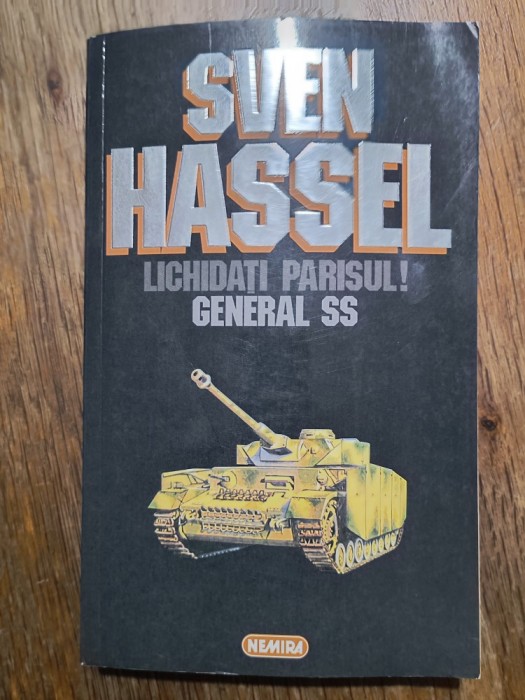 SVEN
HASSEL
LICHIDAȚI PARISUL!
GENERAL SS
NEMIRA